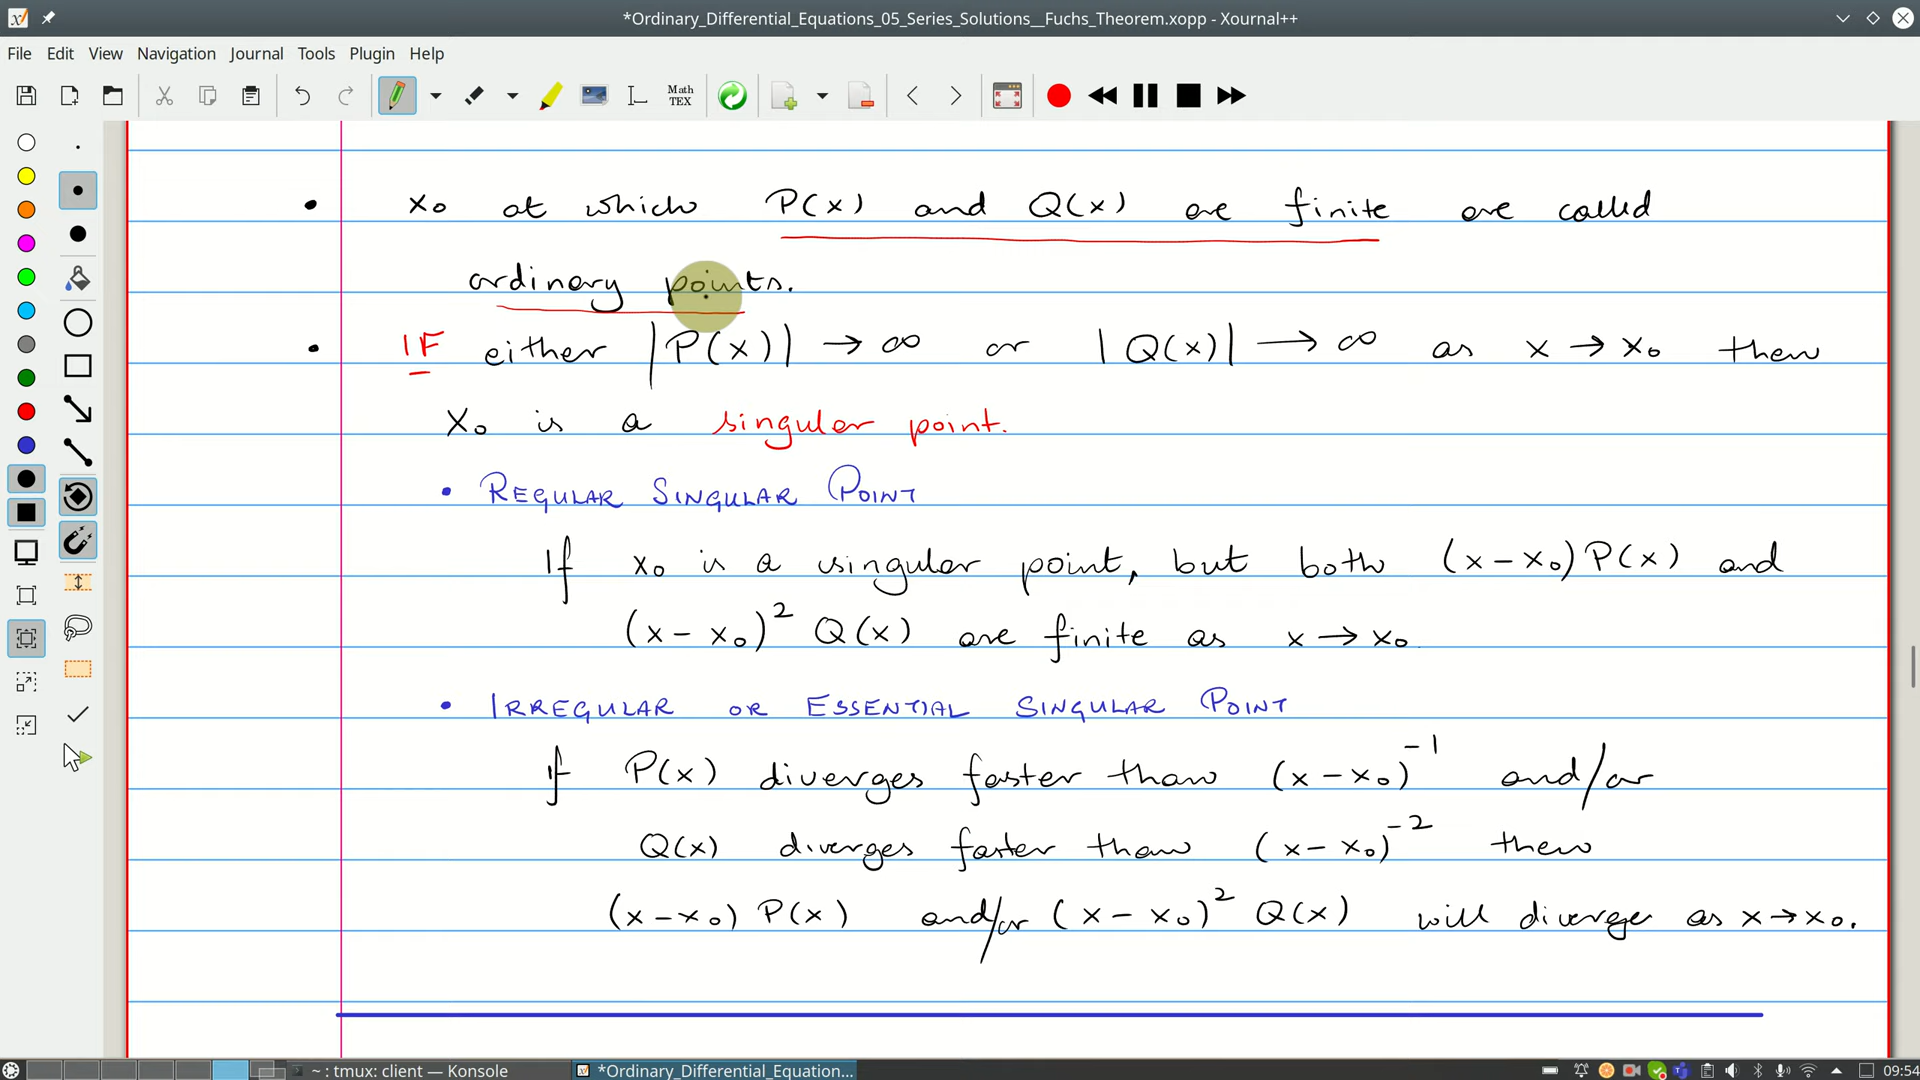 *Ordinary_Differential_Equations_05_Series_Solutions__Fuchs_Theorem.xopp - Xournal++
File Edit View Navigation Journal Tools Plugin Help
Math
TEX
• x₀ at which P(x) and Q(x) are finite are called
ordinary points.
• IF either |P(x)| → ∞ or |Q(x)| → ∞ as x → x₀ then
x₀ is a singular point.
• REGULAR SINGULAR POINT
If x₀ is a singular point, but both (x-x₀)P(x) and
(x-x₀)² Q(x) are finite as x → x₀.
• IRREGULAR OR ESSENTIAL SINGULAR POINT
If P(x) diverges faster than (x-x₀)⁻¹ and/or
Q(x) diverges faster than (x-x₀)⁻² then
(x-x₀) P(x) and/or (x-x₀)² Q(x) will diverge as x→x₀.
~ : tmux: client — Konsole
*Ordinary_Differential_Equation...
09:54